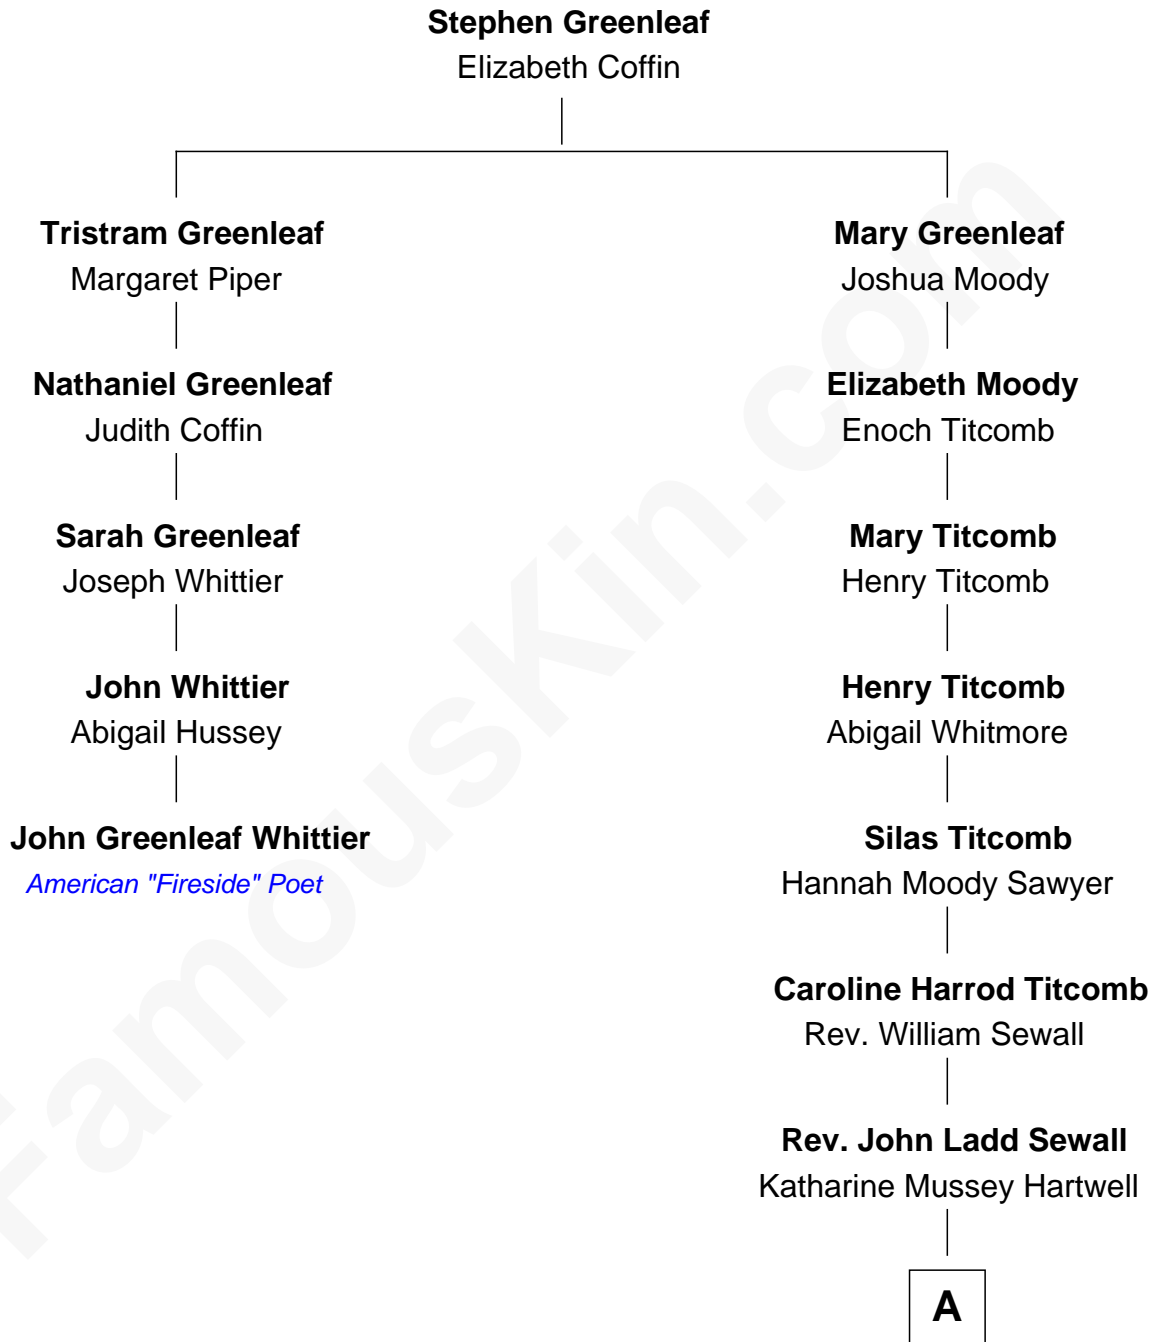 Stephen Greenleaf
Elizabeth Coffin
Tristram Greenleaf
Margaret Piper
Nathaniel Greenleaf
Judith Coffin
Sarah Greenleaf
Joseph Whittier
John Whittier
Abigail Hussey
John Greenleaf Whittier
American "Fireside" Poet
Mary Greenleaf
Joshua Moody
Elizabeth Moody
Enoch Titcomb
Mary Titcomb
Henry Titcomb
Henry Titcomb
Abigail Whitmore
Silas Titcomb
Hannah Moody Sawyer
Caroline Harrod Titcomb
Rev. William Sewall
Rev. John Ladd Sewall
Katharine Mussey Hartwell
A
FamousKin.com